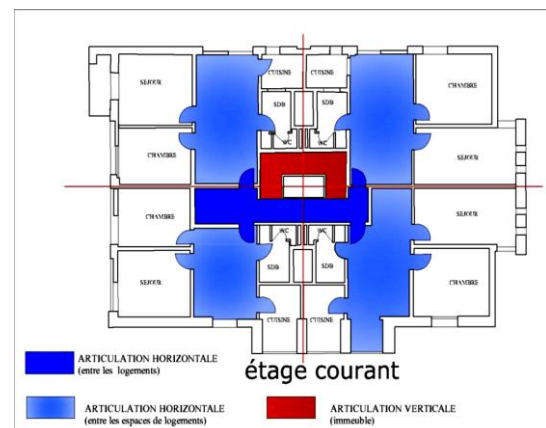 CUISINE CUISINE
SEJOUR CHAMBRE
SDB SDB
WC WC
CHAMBRE SEJOUR
CHAMBRE SEJOUR
WC WC
SDB SDB
SEJOUR CHAMBRE
CUISINE CUISINE
étage courant
ARTICULATION HORIZONTALE
(entre les logements)
ARTICULATION HORIZONTALE
(entre les espaces de logements)
ARTICULATION VERTICALE
(immeuble)